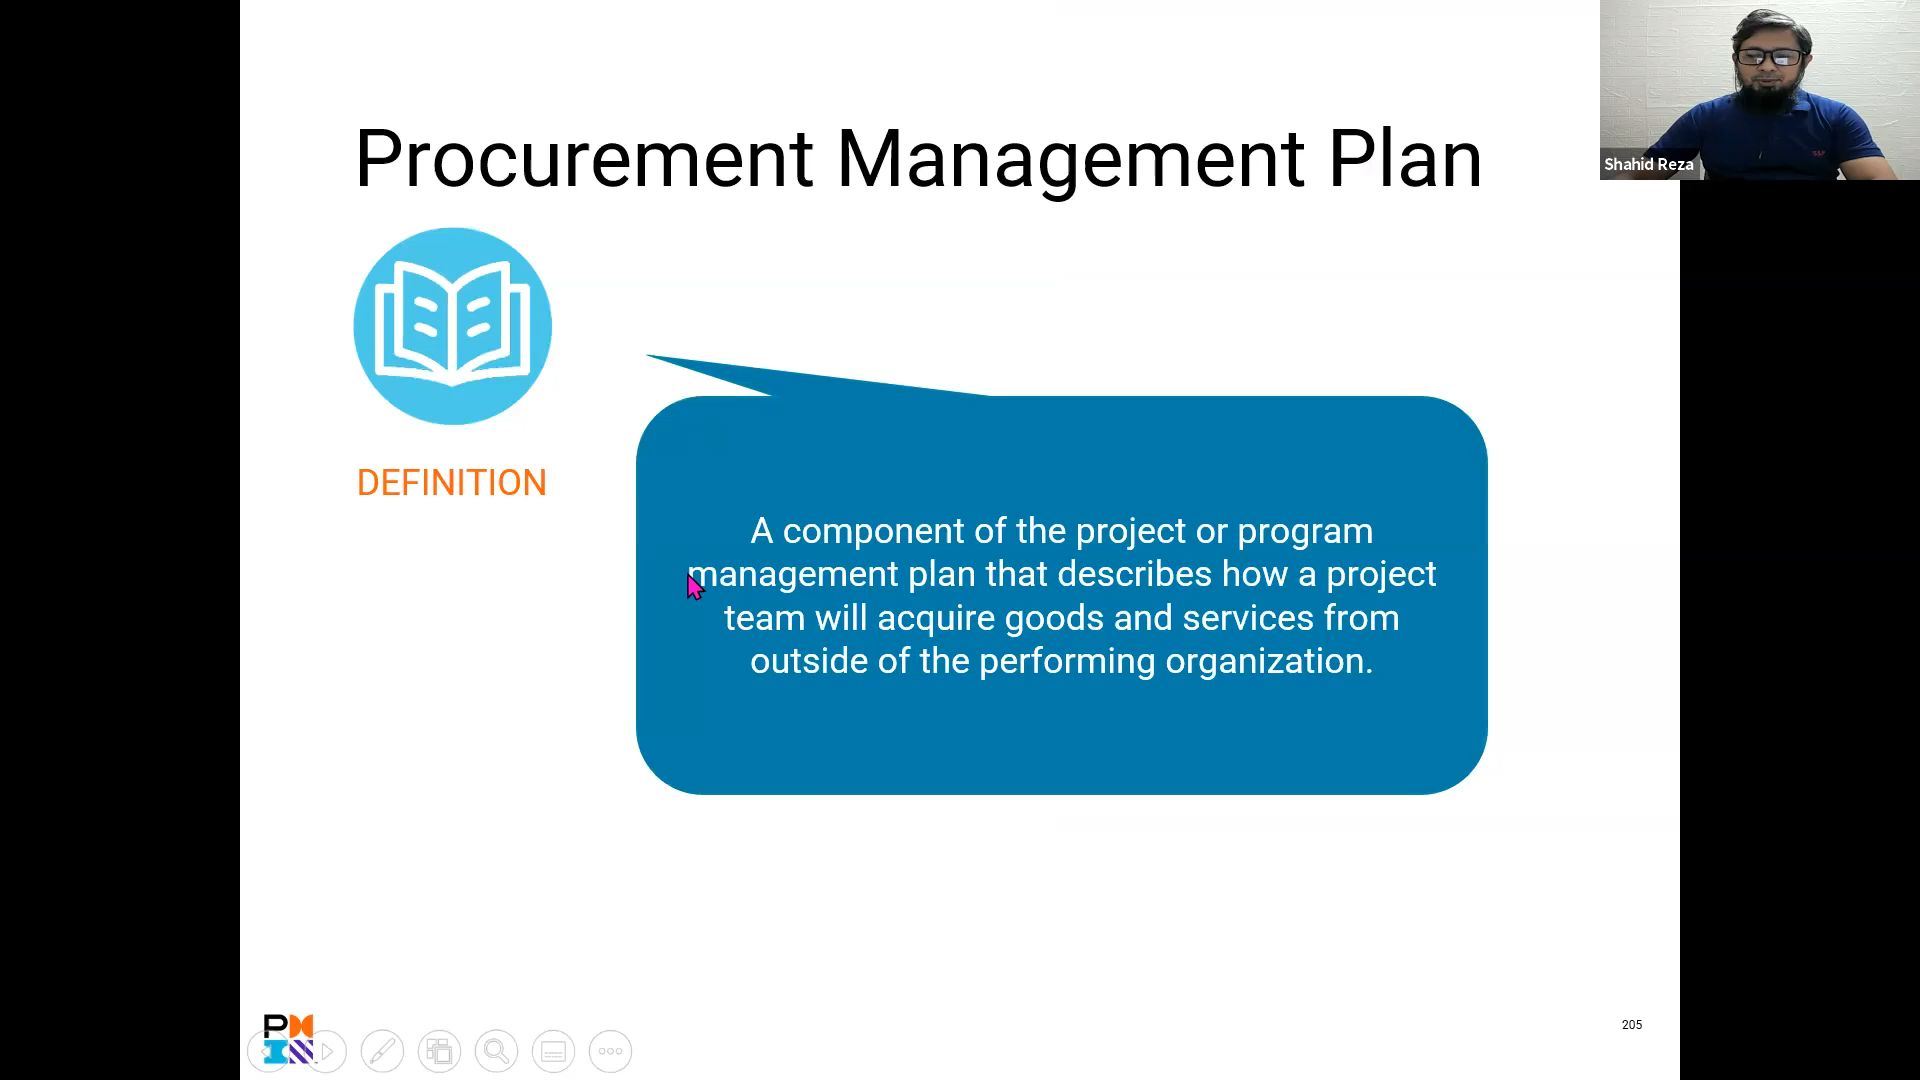 Procurement Management Plan
Shahid Reza
DEFINITION
A component of the project or program
management plan that describes how a project
team will acquire goods and services from
outside of the performing organization.
205